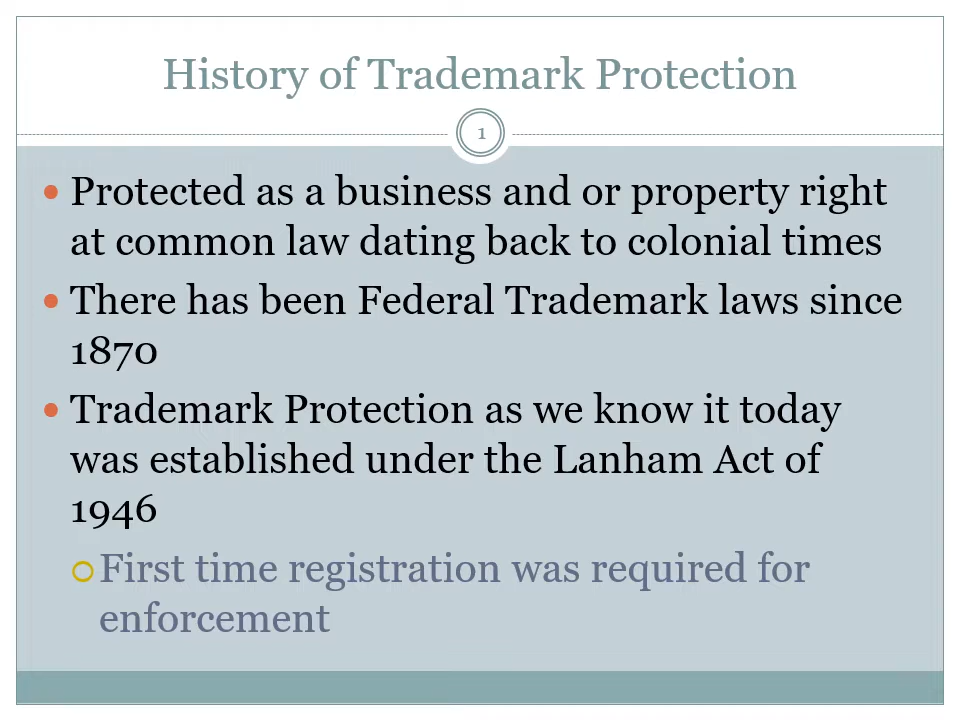 History of Trademark Protection
1
Protected as a business and or property right
at common law dating back to colonial times
There has been Federal Trademark laws since
1870
Trademark Protection as we know it today
was established under the Lanham Act of
1946
First time registration was required for
enforcement